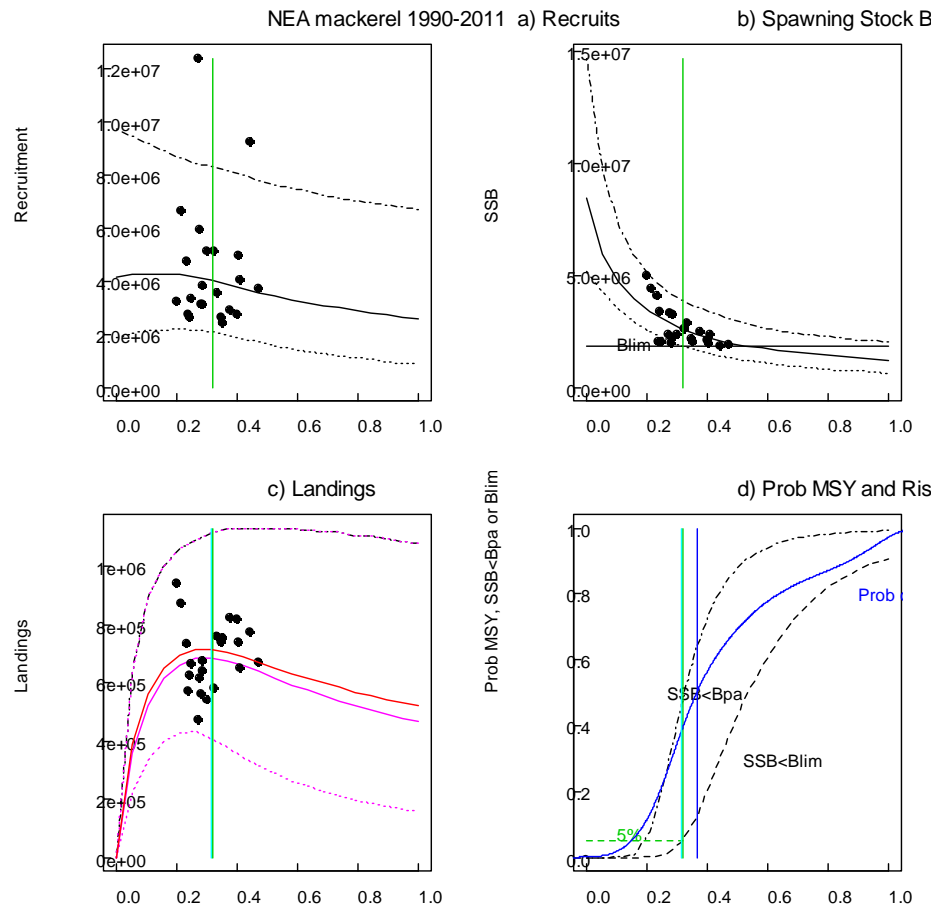 NEA mackerel 1990-2011 a) Recruits
Recruitment
1.2e+07
1.0e+07
8.0e+06
6.0e+06
4.0e+06
2.0e+06
0.0e+00
0.0 0.2 0.4 0.6 0.8 1.0
b) Spawning Stock B
SSB
1.5e+07
1.0e+07
5.0e+06
Blim
0.0e+00
0.0 0.2 0.4 0.6 0.8 1.0
c) Landings
Landings
1e+06
8e+05
6e+05
4e+05
2e+05
0e+00
0.0 0.2 0.4 0.6 0.8 1.0
d) Prob MSY and Ris
Prob MSY, SSB<Bpa or Blim
1.0
0.8
0.6
0.4
0.2
0.0
Prob
SSB<Bpa
SSB<Blim
5%
0.0 0.2 0.4 0.6 0.8 1.0